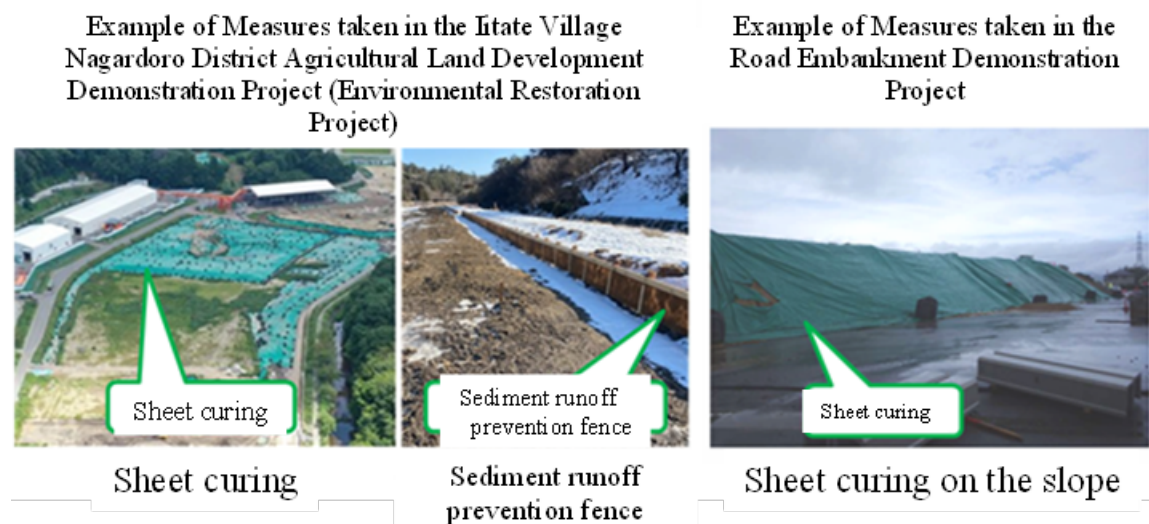 Example of Measures taken in the Iitate Village
Nagardoro District Agricultural Land Development
Demonstration Project (Environmental Restoration
Project)
Example of Measures taken in the
Road Embankment Demonstration
Project
Sheet curing
Sediment runoff
prevention fence
Sheet curing
Sheet curing
Sediment runoff
prevention fence
Sheet curing on the slope